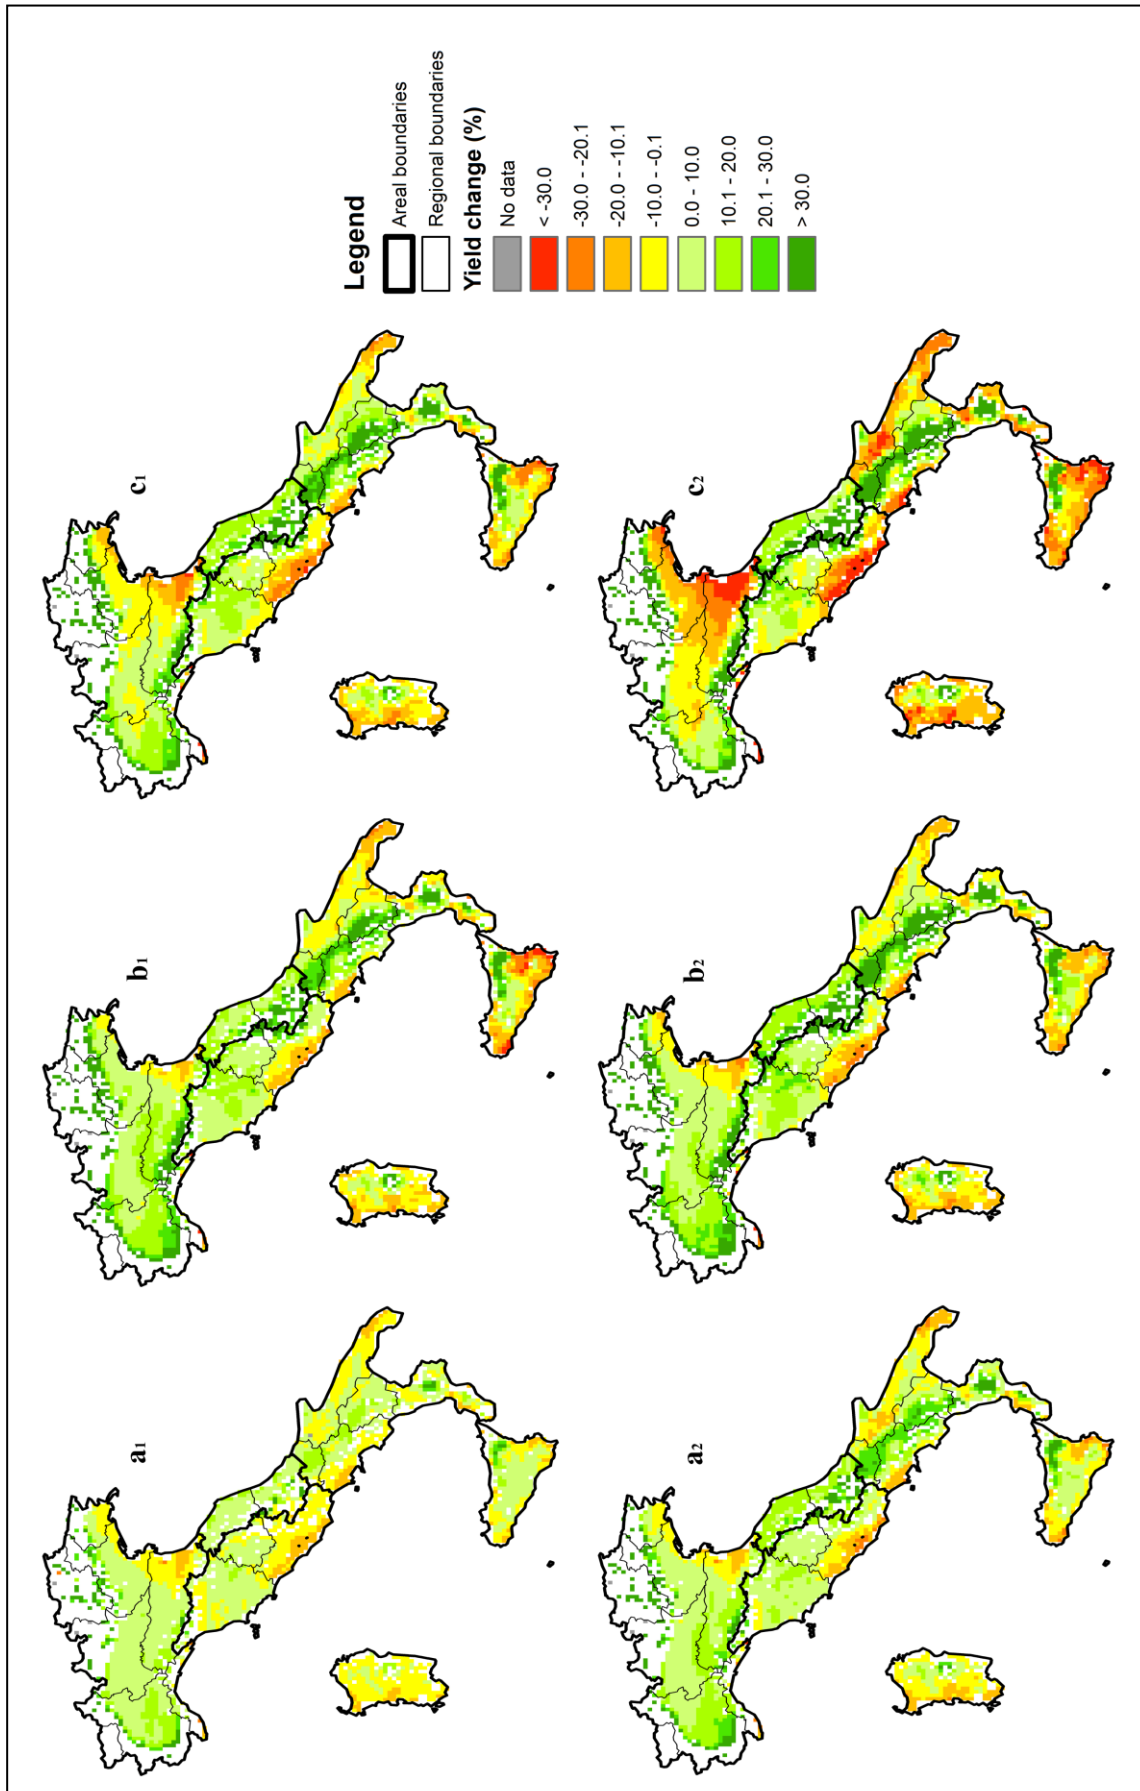 a1
b1
c1
a2
b2
c2
Legend
Areal boundaries
Regional boundaries
Yield change (%)
No data
< -30.0
-30.0 - -20.1
-20.0 - -10.1
-10.0 - -0.1
0.0 - 10.0
10.1 - 20.0
20.1 - 30.0
> 30.0